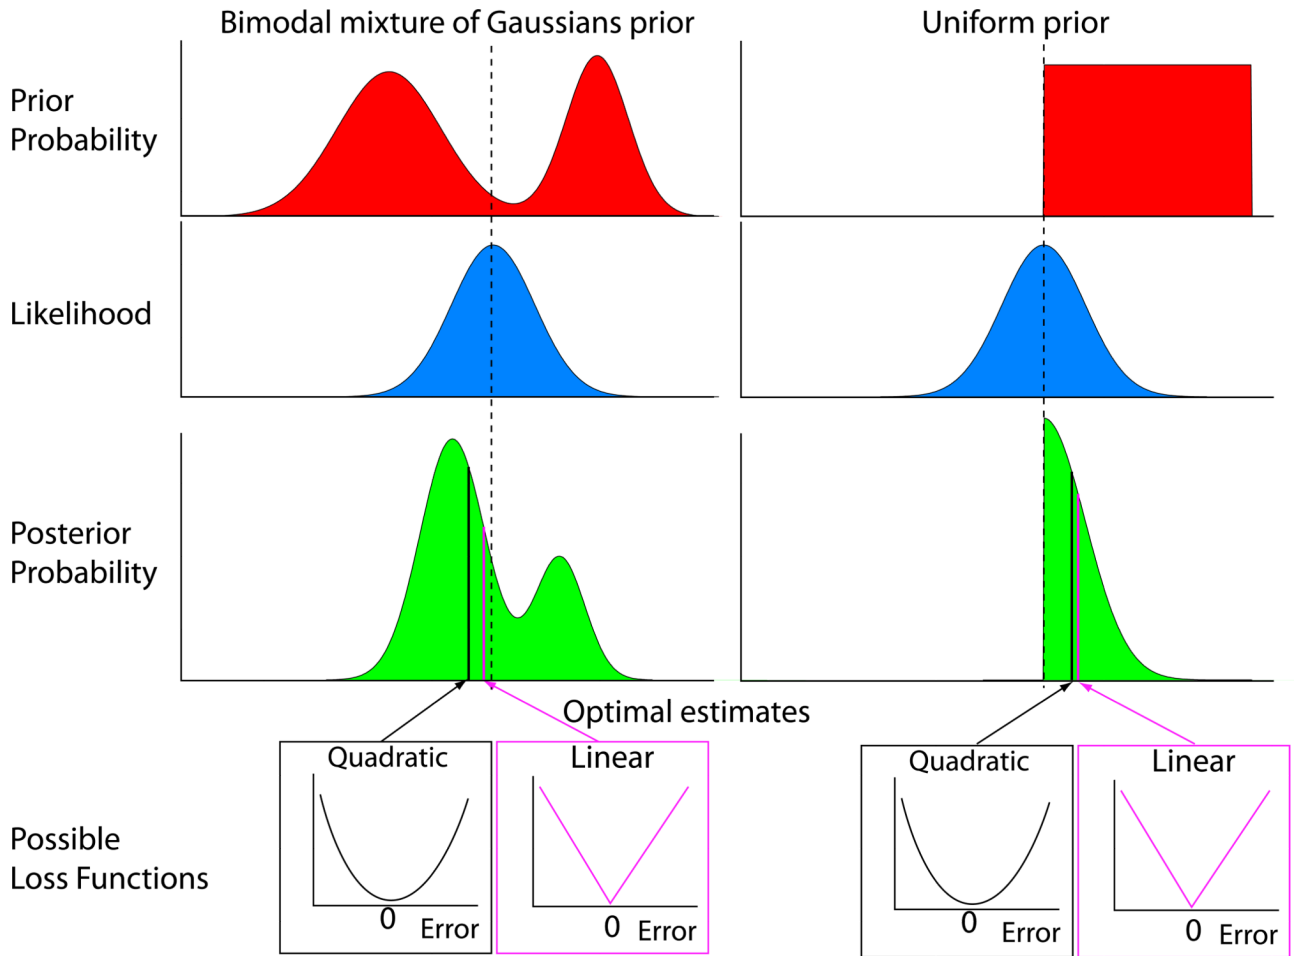 Bimodal mixture of Gaussians prior
Uniform prior
Prior
Probability
Likelihood
Posterior
Probability
Optimal estimates
Quadratic
Linear
Quadratic
Linear
Possible
Loss Functions
0
Error
0
Error
0
Error
0
Error